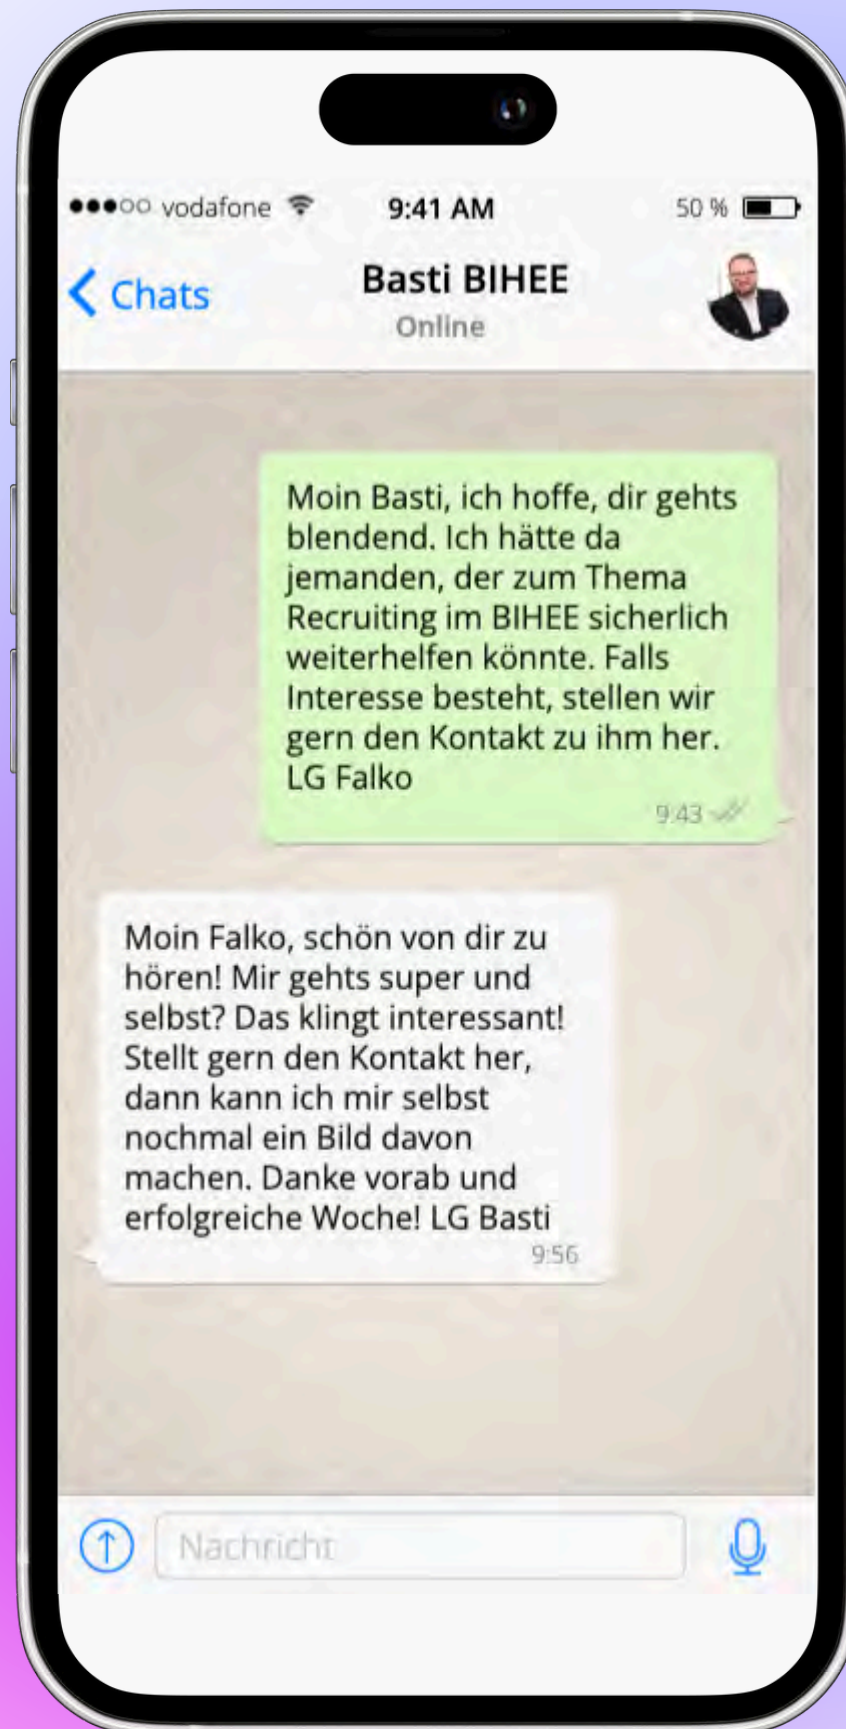 vodafone 9:41 AM 50 %
Chats
Basti BIHEE
Online
Moin Basti, ich hoffe, dir gehts
blendend. Ich hätte da
jemanden, der zum Thema
Recruiting im BIHEE sicherlich
weiterhelfen könnte. Falls
Interesse besteht, stellen wir
gern den Kontakt zu ihm her.
LG Falko
9:43
Moin Falko, schön von dir zu
hören! Mir gehts super und
selbst? Das klingt interessant!
Stellt gern den Kontakt her,
dann kann ich mir selbst
nochmal ein Bild davon
machen. Danke vorab und
erfolgreiche Woche! LG Basti
9:56
Nachricht